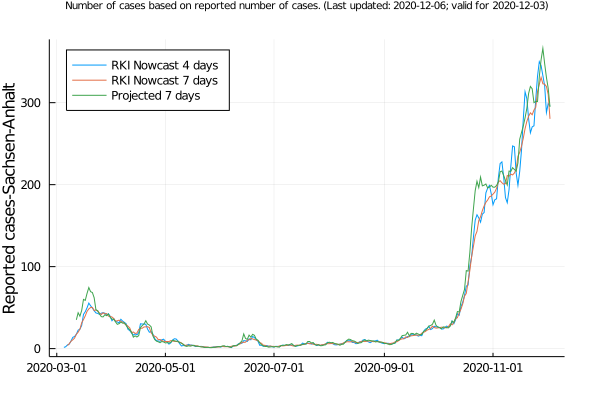 Number of cases based on reported number of cases. (Last updated: 2020-12-06; valid for 2020-12-03)
Reported cases-Sachsen-Anhalt
RKI Nowcast 4 days
RKI Nowcast 7 days
Projected 7 days
300
200
100
0
2020-03-01
2020-05-01
2020-07-01
2020-09-01
2020-11-01